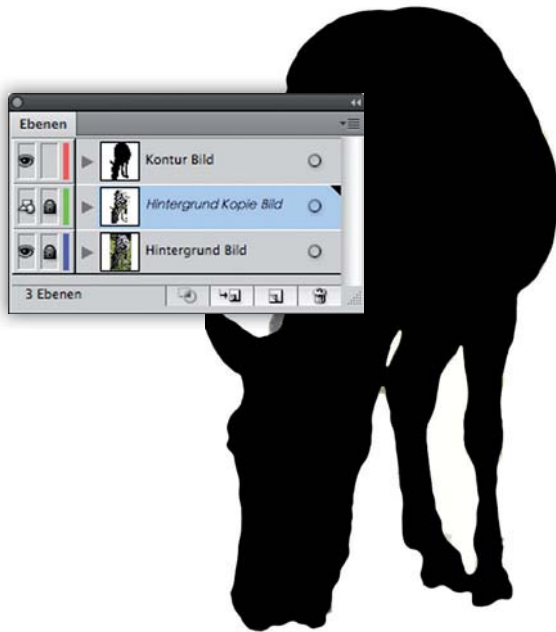 Ebenen
Kontur Bild
Hintergrund Kopie Bild
Hintergrund Bild
3 Ebenen